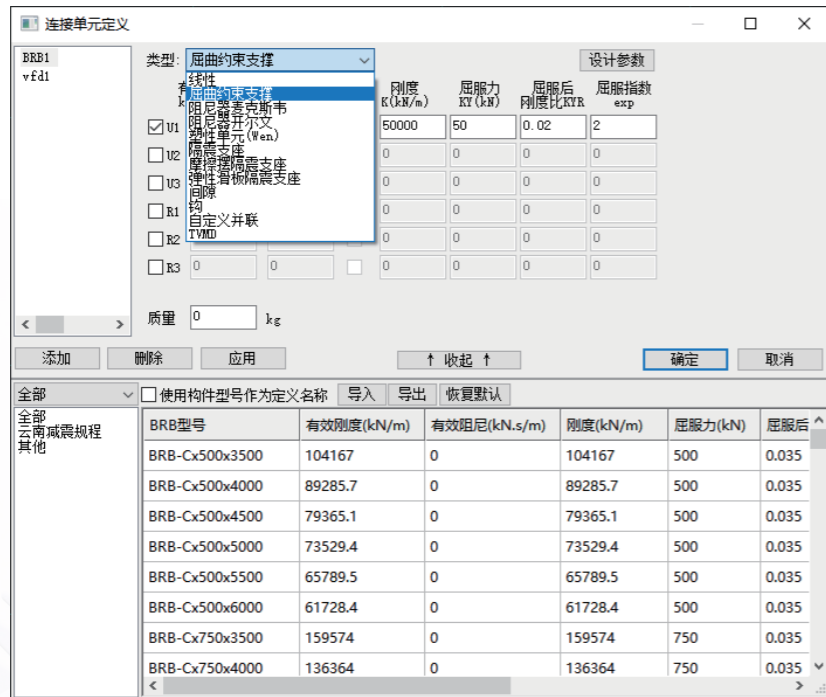 连接单元定义
BRB1
vfd1
类型: 屈曲约束支撑
设计参数
线性
屈曲约束支撑
阻尼器麦克斯韦
阻尼器开尔文
塑性单元(Wen)
隔震支座
摩擦摆隔震支座
弹性滑板隔震支座
间隙
钩
自定义并联
TVMD
刚度 屈服力 屈服后 屈服指数
K(kN/m) KY(kN) 刚度比KYR exp
U1 50000 50 0.02 2
U2 0 0 0 0
U3 0 0 0 0
R1 0 0 0 0
R2 0 0 0 0
R3 0 0 0 0 0 0
质量 0 kg
添加 删除 应用 ↑ 收起 ↑ 确定 取消
全部 使用构件型号作为定义名称 导入 导出 恢复默认
全部
云南减震规程
其他
BRB型号 有效刚度(kN/m) 有效阻尼(kN.s/m) 刚度(kN/m) 屈服力(kN) 屈服后
BRB-Cx500x3500 104167 0 104167 500 0.035
BRB-Cx500x4000 89285.7 0 89285.7 500 0.035
BRB-Cx500x4500 79365.1 0 79365.1 500 0.035
BRB-Cx500x5000 73529.4 0 73529.4 500 0.035
BRB-Cx500x5500 65789.5 0 65789.5 500 0.035
BRB-Cx500x6000 61728.4 0 61728.4 500 0.035
BRB-Cx750x3500 159574 0 159574 750 0.035
BRB-Cx750x4000 136364 0 136364 750 0.035